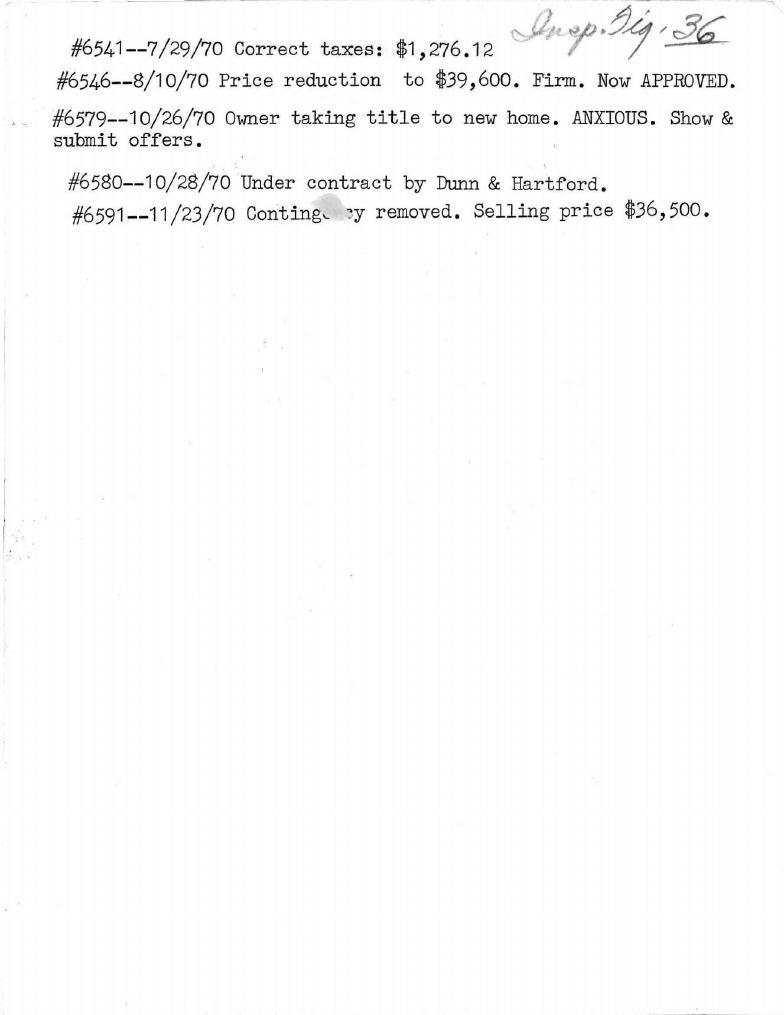 Insp. Fig. 36
#6541--7/29/70 Correct taxes: $1,276.12
#6546--8/10/70 Price reduction to $39,600. Firm. Now APPROVED.
#6579--10/26/70 Owner taking title to new home. ANXIOUS. Show &
submit offers.
#6580--10/28/70 Under contract by Dunn & Hartford.
#6591--11/23/70 removed. Selling price $36,500.